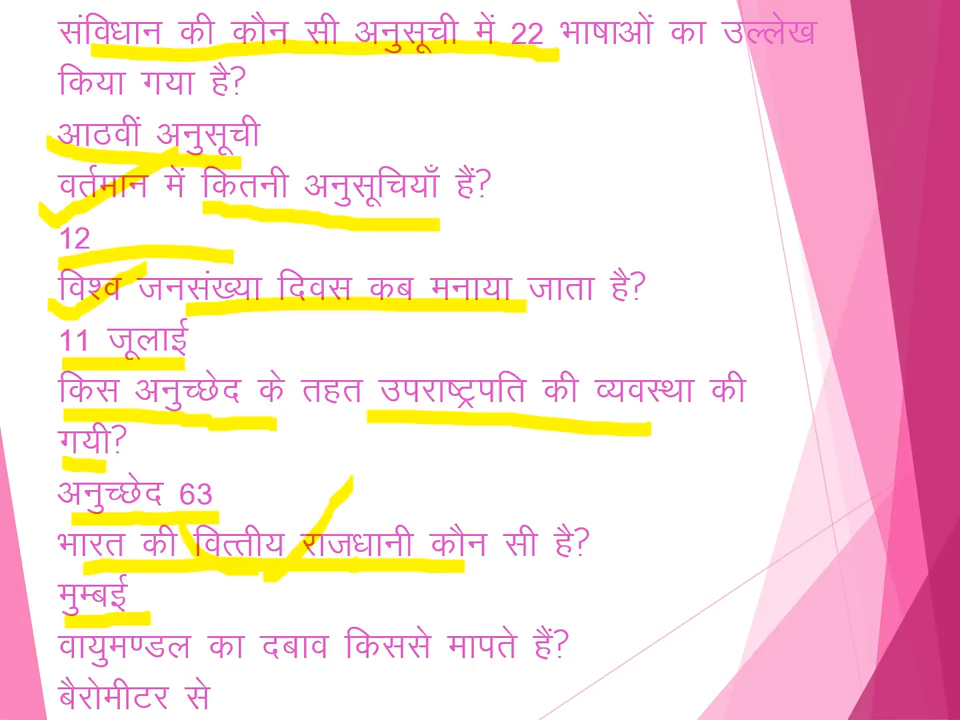 संविधान की कौन सी अनुसूची में 22 भाषाओं का उल्लेख
किया गया है?
आठवीं अनुसूची
वर्तमान में कितनी अनुसूचियाँ हैं?
12
विश्व जनसंख्या दिवस कब मनाया जाता है?
11 जूलाई
किस अनुच्छेद के तहत उपराष्ट्रपति की व्यवस्था की
गयी?
अनुच्छेद 63
भारत की वित्तीय राजधानी कौन सी है?
मुम्बई
वायुमण्डल का दबाव किससे मापते हैं?
बैरोमीटर से